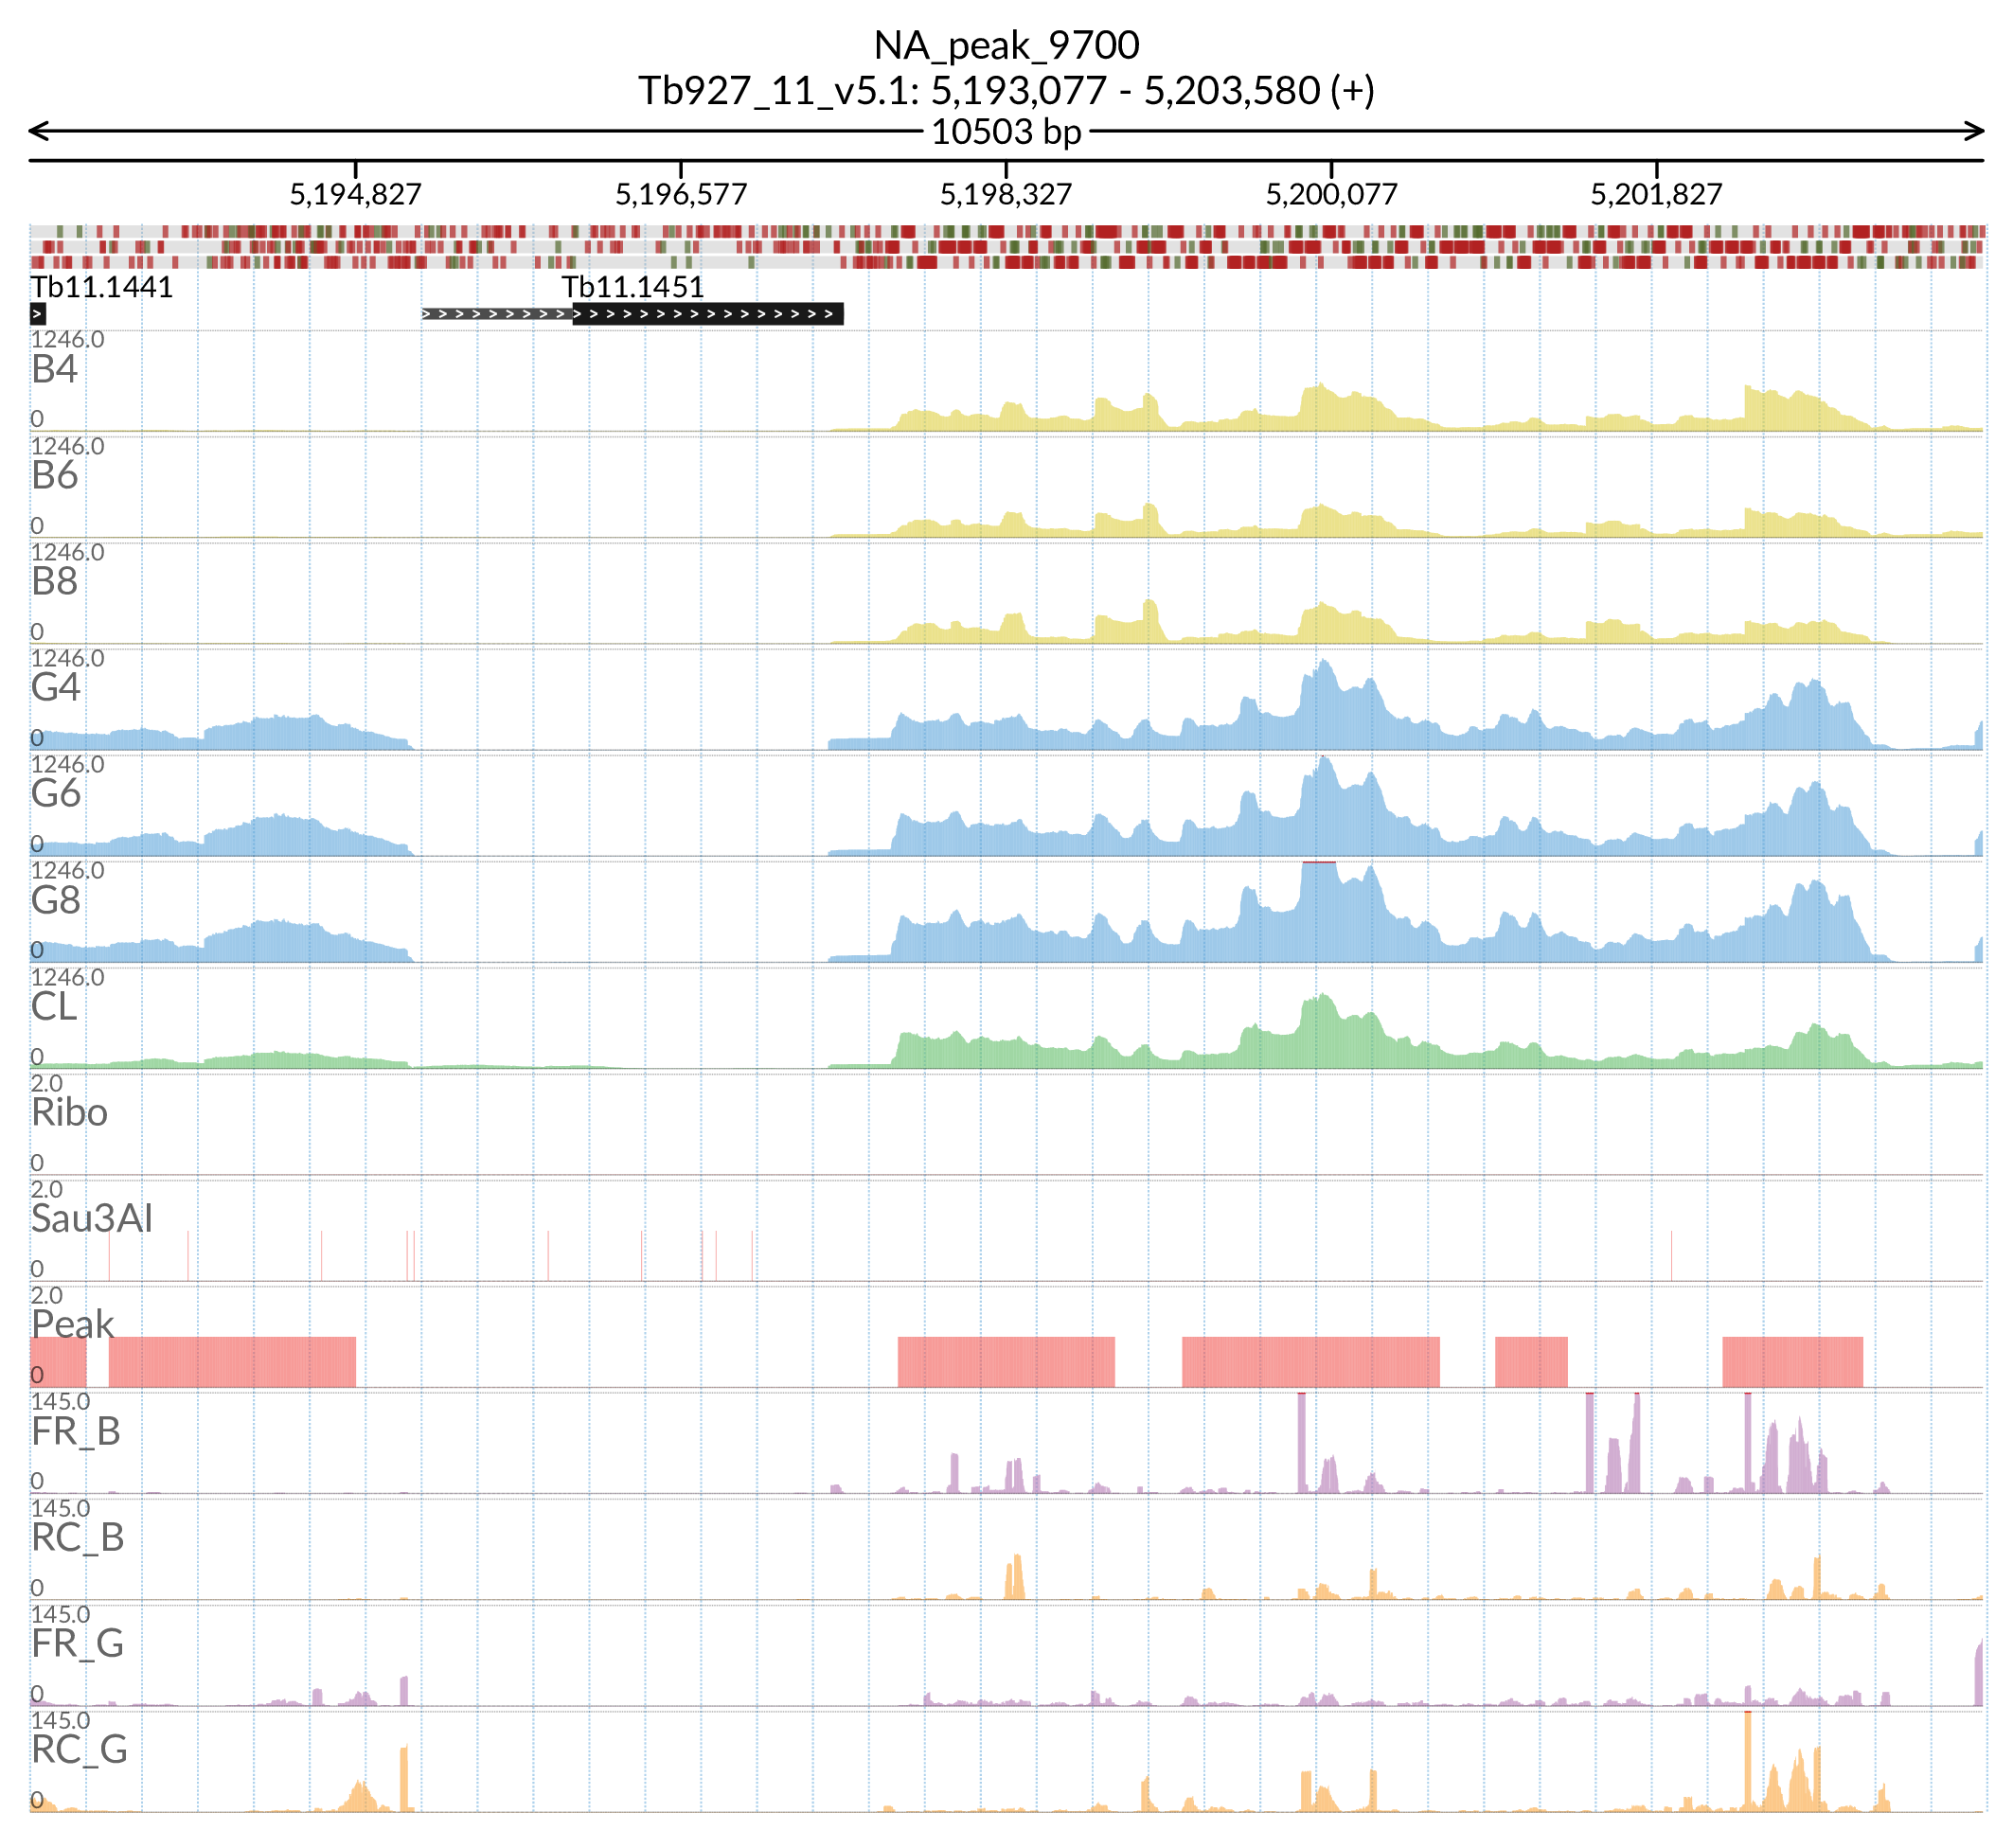 NA_peak_9700
Tb927_11_v5.1: 5,193,077 - 5,203,580 (+)
10503 bp
5,194,827 5,196,577 5,198,327 5,200,077 5,201,827
Tb11.1441 Tb11.1451
1246.0
B4
0
1246.0
B6
0
1246.0
B8
0
1246.0
G4
0
1246.0
G6
0
1246.0
G8
0
1246.0
CL
0
2.0
Ribo
0
2.0
Sau3AI
0
2.0
Peak
0
145.0
FR_B
0
145.0
RC_B
0
145.0
FR_G
0
145.0
RC_G
0